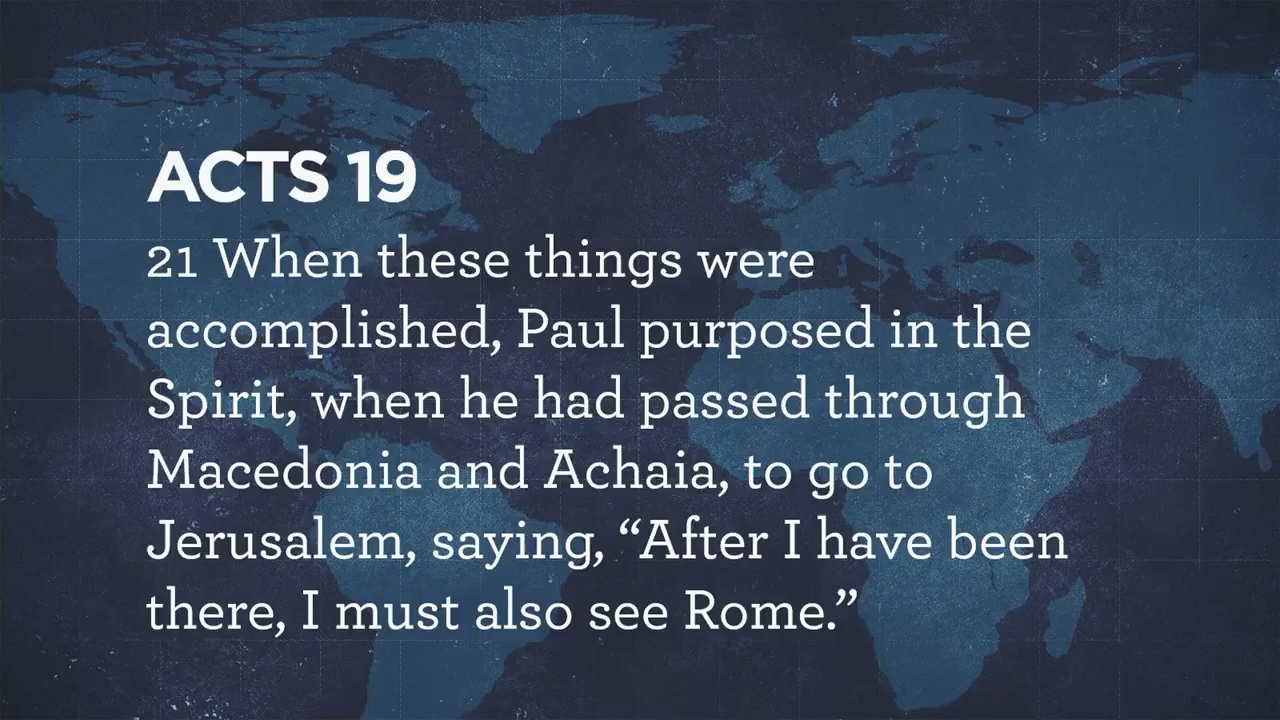 ACTS 19
21 When these things were
accomplished, Paul purposed in the
Spirit, when he had passed through
Macedonia and Achaia, to go to
Jerusalem, saying, “After I have been
there, I must also see Rome.”